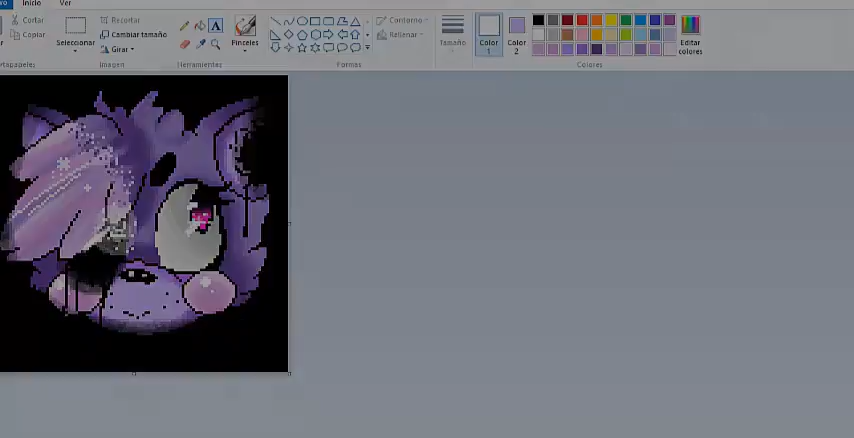 Inicio Ver
Cortar
Copiar
Recortar
Cambiar tamaño
Girar
Seleccionar
Pinceles
Contorno
Rellenar
Tamaño
Color
1
Color
2
Editar
colores
Imagen
Herramientas
Formas
Colores